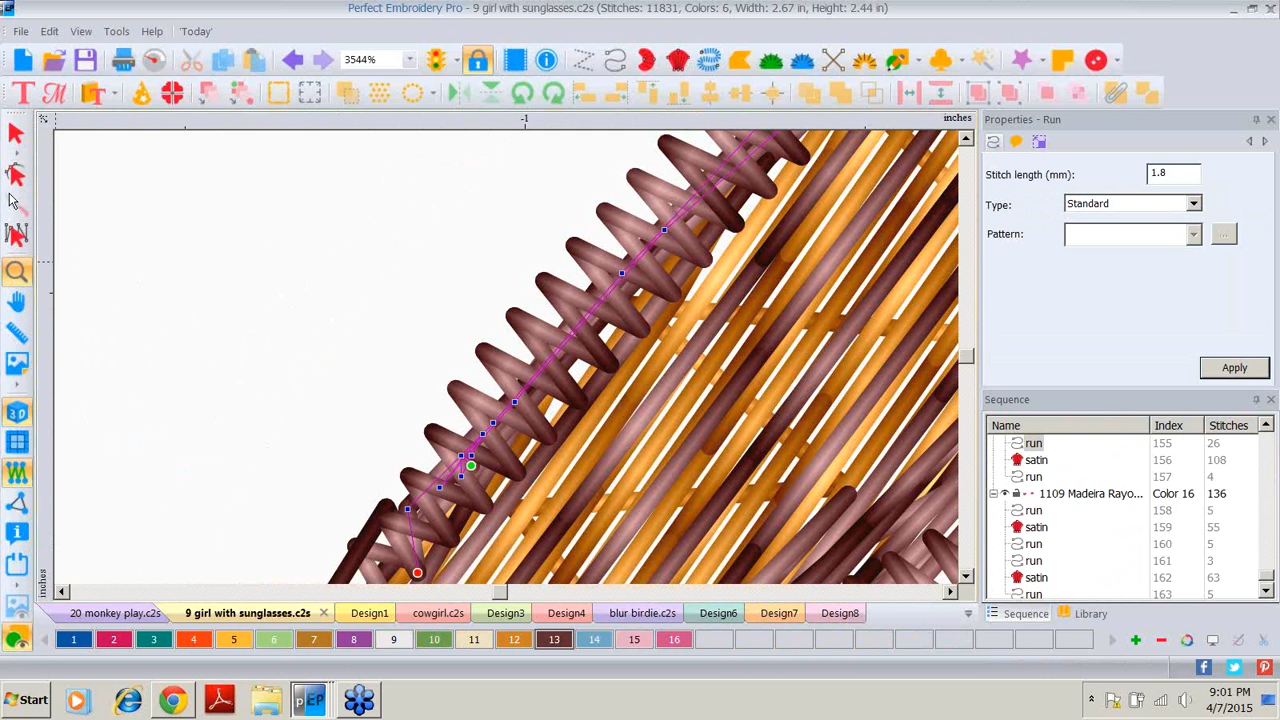 Perfect Embroidery Pro - 9 girl with sunglasses.c2s (Stitches: 11831, Colors: 6, Width: 2.67 in, Height: 2.44 in)
File Edit View Tools Help 'Today'
3544%
-1 inches
Properties - Run
Stitch length (mm): 1.8
Type: Standard
Pattern:
...
Apply
Sequence
Name Index Stitches
run 155 26
satin 156 108
run 157 4
1109 Madeira Rayo... Color 16 136
run 158 5
satin 159 55
run 160 5
run 161 3
satin 162 63
run 163 5
inches
3D
20 monkey play.c2s 9 girl with sunglasses.c2s Design1 cowgirl.c2s Design3 Design4 blur birdie.c2s Design6 Design7 Design8
Sequence Library
1 2 3 4 5 6 7 8 9 10 11 12 13 14 15 16
Start
pEP
9:01 PM
4/7/2015